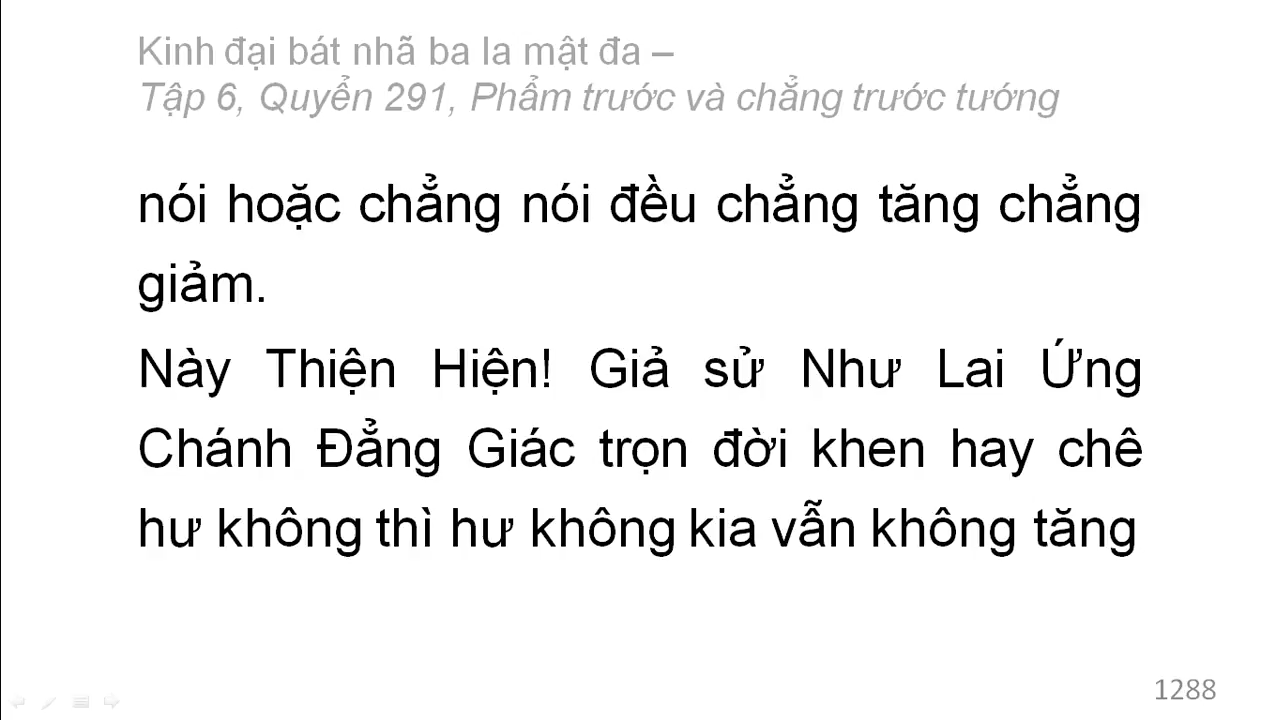 Kinh đại bát nhã ba la mật đa –
Tập 6, Quyển 291, Phẩm trước và chẳng trước tướng
nói hoặc chẳng nói đều chẳng tăng chẳng
giảm.
Này Thiện Hiện! Giả sử Như Lai Ứng
Chánh Đẳng Giác trọn đời khen hay chê
hư không thì hư không kia vẫn không tăng
1288